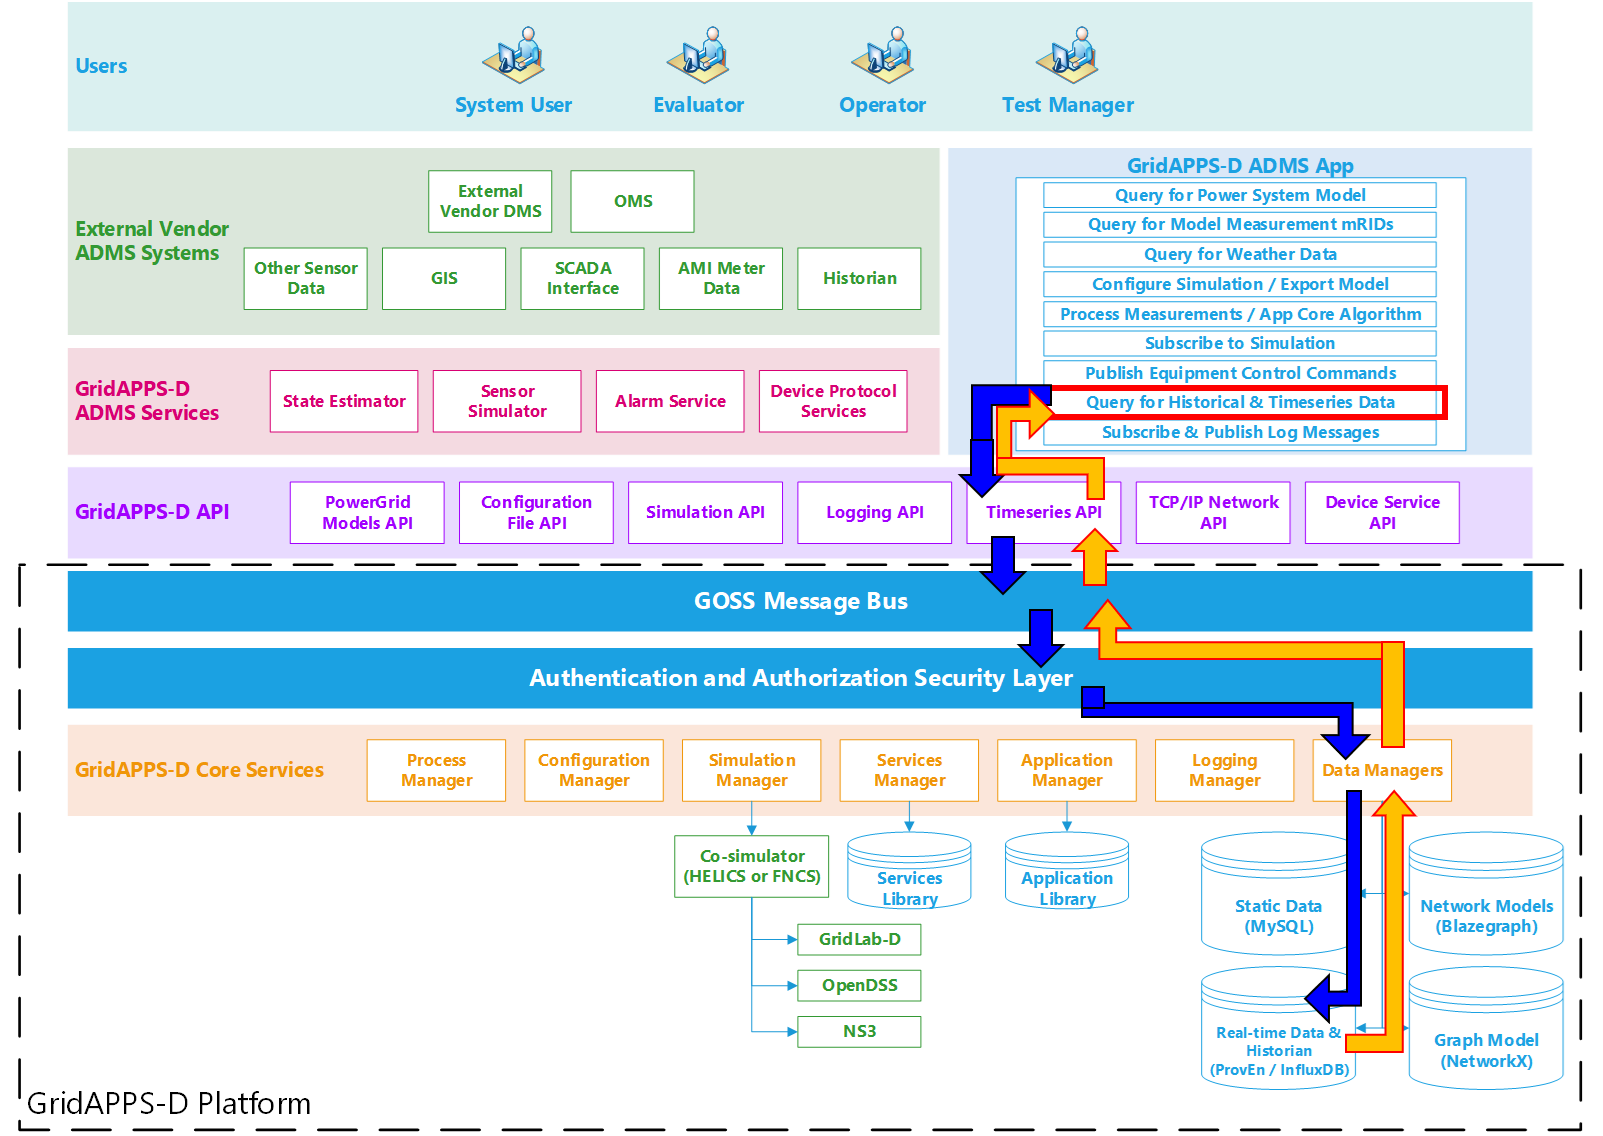 Users
System User
Evaluator
Operator
Test Manager
External Vendor
ADMS Systems
External
Vendor DMS
OMS
Other Sensor
Data
GIS
SCADA
Interface
AMI Meter
Data
Historian
GridAPPS-D ADMS App
Query for Power System Model
Query for Model Measurement mRIDs
Query for Weather Data
Configure Simulation / Export Model
Process Measurements / App Core Algorithm
Subscribe to Simulation
Publish Equipment Control Commands
Query for Historical & Timeseries Data
Subscribe & Publish Log Messages
GridAPPS-D
ADMS Services
State Estimator
Sensor
Simulator
Alarm Service
Device Protocol
Services
GridAPPS-D API
PowerGrid
Models API
Configuration
File API
Simulation API
Logging API
Timeseries API
TCP/IP Network
API
Device Service
API
GOSS Message Bus
Authentication and Authorization Security Layer
GridAPPS-D Core Services
Process
Manager
Configuration
Manager
Simulation
Manager
Services
Manager
Application
Manager
Logging
Manager
Data Managers
Co-simulator
(HELICS or FNCS)
Services
Library
Application
Library
Static Data
(MySQL)
Network Models
(Blazegraph)
GridLab-D
OpenDSS
NS3
Real-time Data &
Historian
(ProvEn / InfluxDB)
Graph Model
(NetworkX)
GridAPPS-D Platform